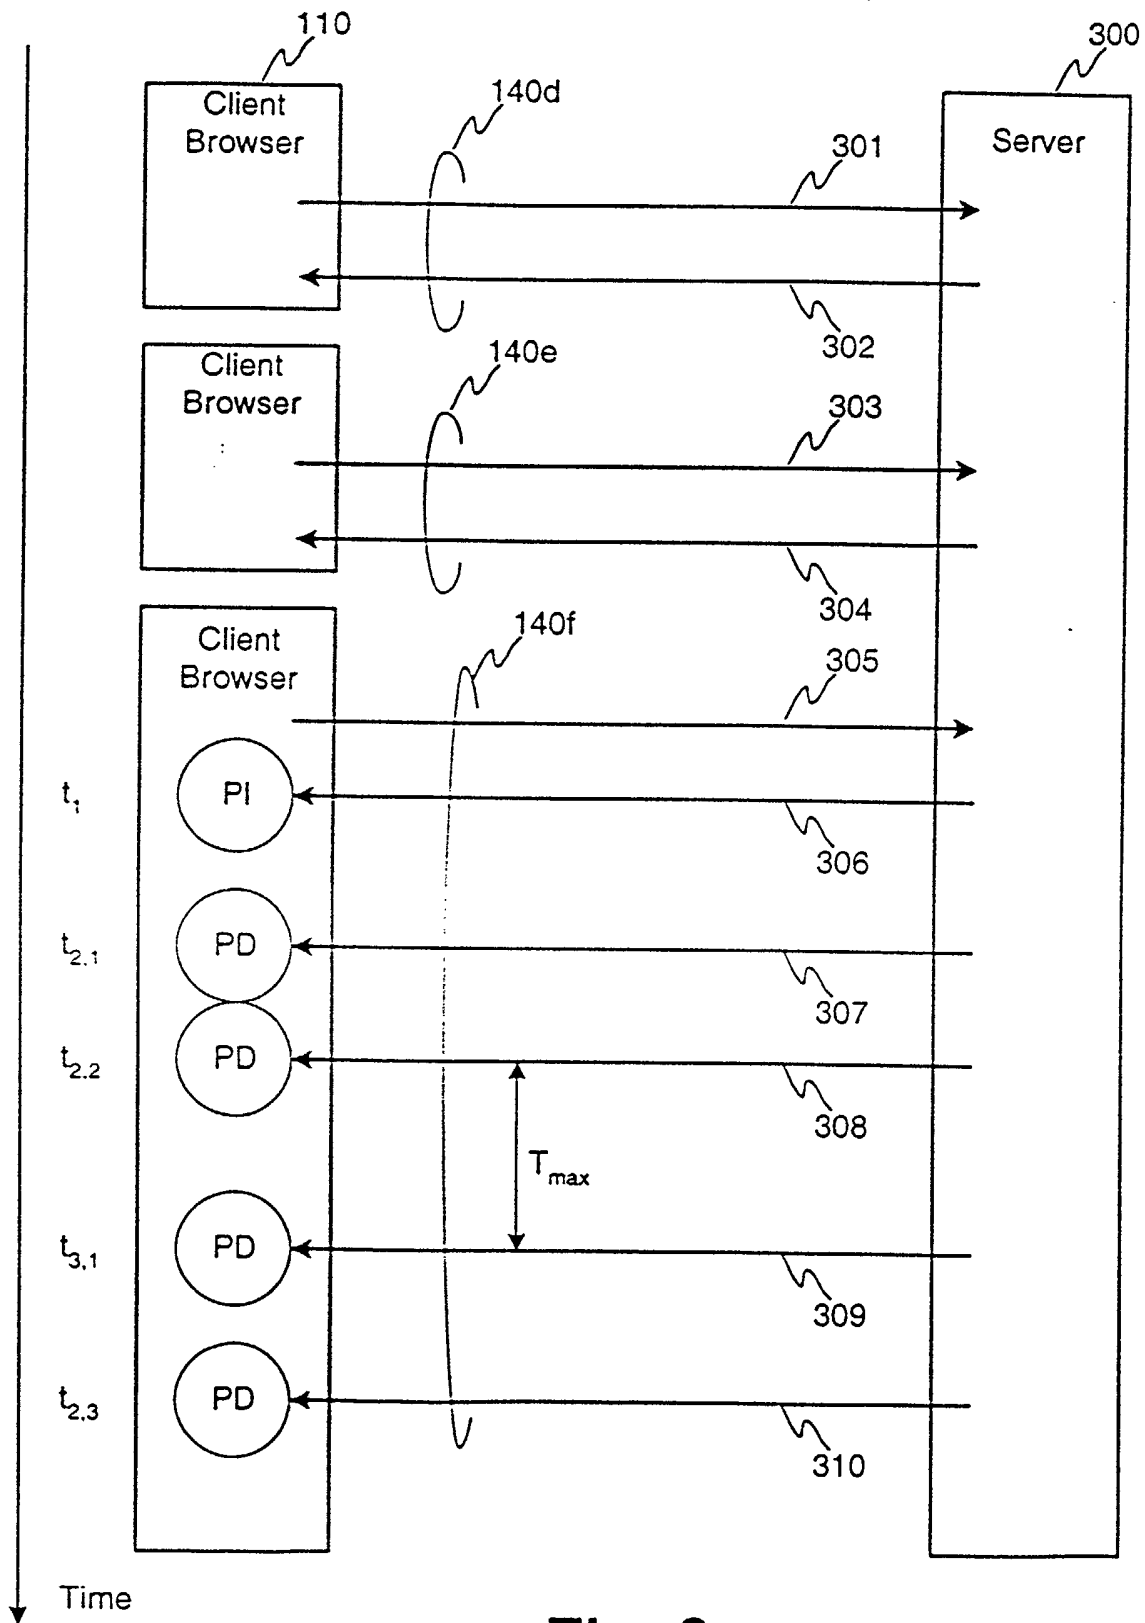 110
300
Client
Browser
140d
301
Server
302
Client
Browser
140e
303
304
Client
Browser
140f
305
t1
PI
306
t2.1
PD
307
t2.2
PD
308
Tmax
t3.1
PD
309
t2.3
PD
310
Time